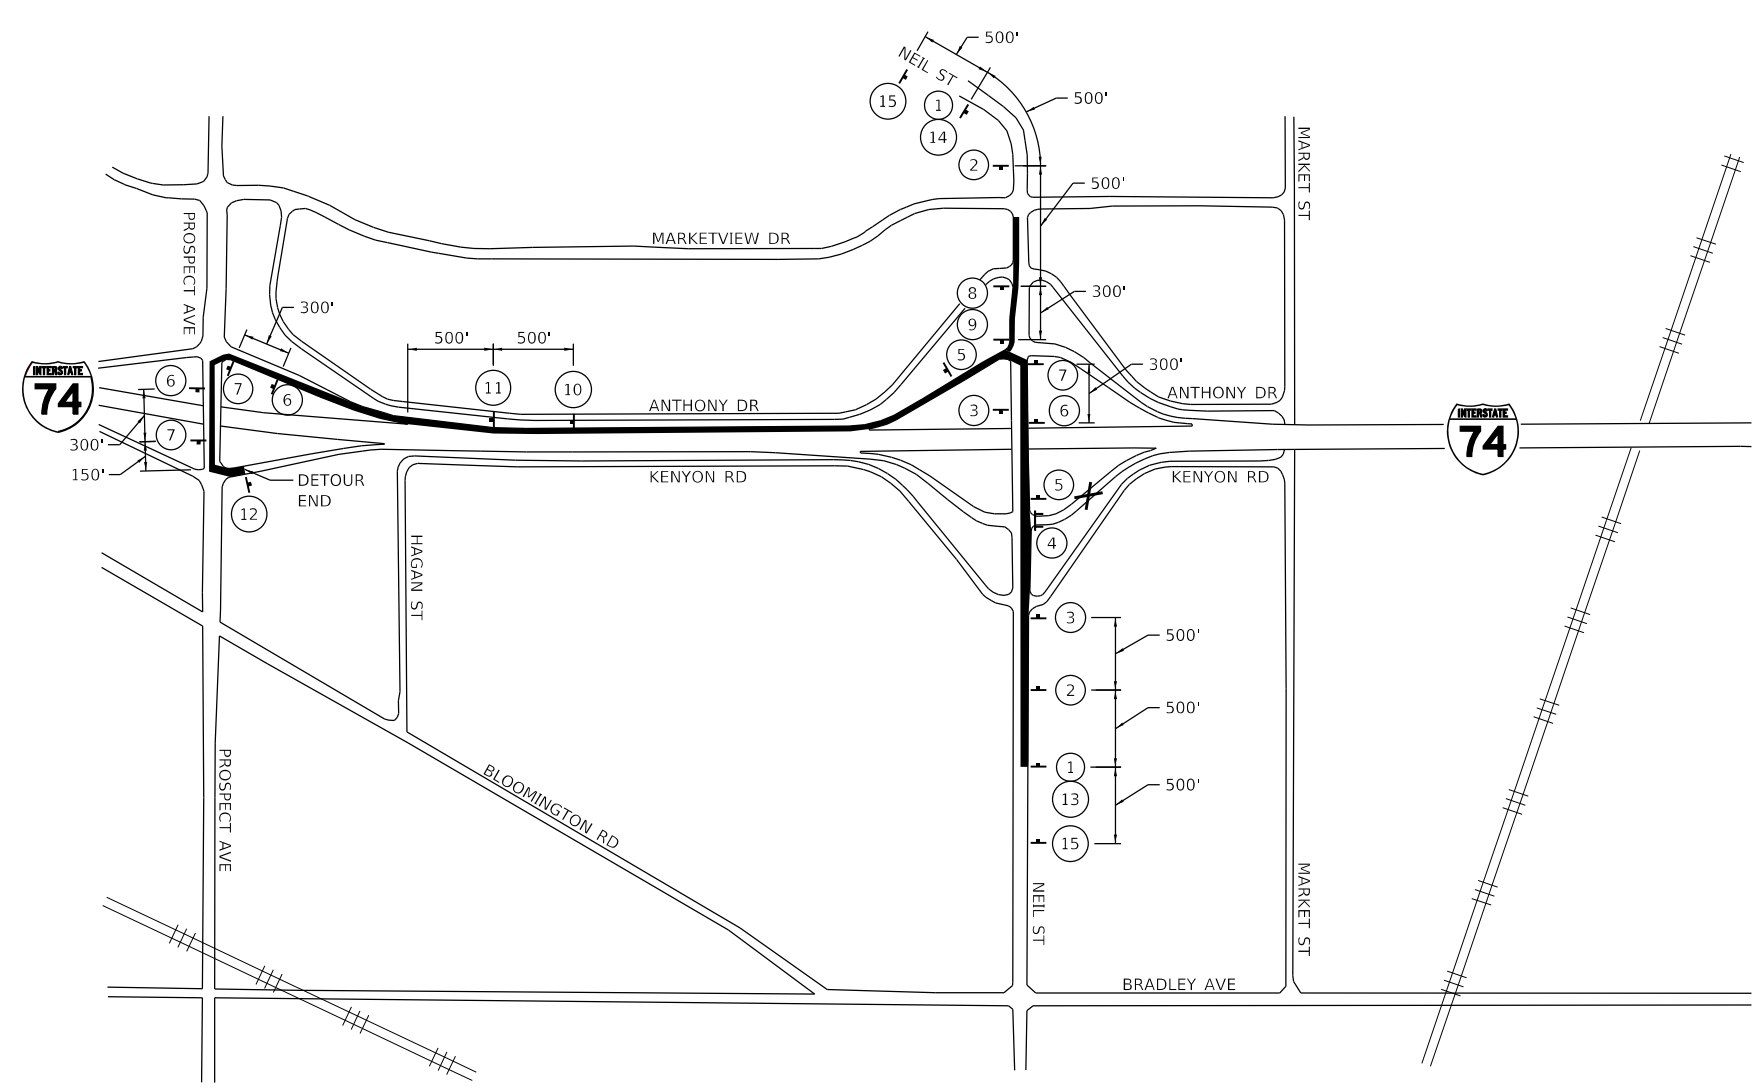 500'
NEIL ST
15
1
500'
14
2
500'
MARKET ST
PROSPECT AVE
MARKETVIEW DR
8
300'
300'
9
500'
500'
5
INTERSTATE
74
6
7
6
11
10
7
300'
ANTHONY DR
ANTHONY DR
3
6
INTERSTATE
74
7
300'
150'
DETOUR
END
KENYON RD
5
KENYON RD
12
4
HAGAN ST
3
500'
2
500'
PROSPECT AVE
BLOOMINGTON RD
1
500'
13
15
NEIL ST
MARKET ST
BRADLEY AVE